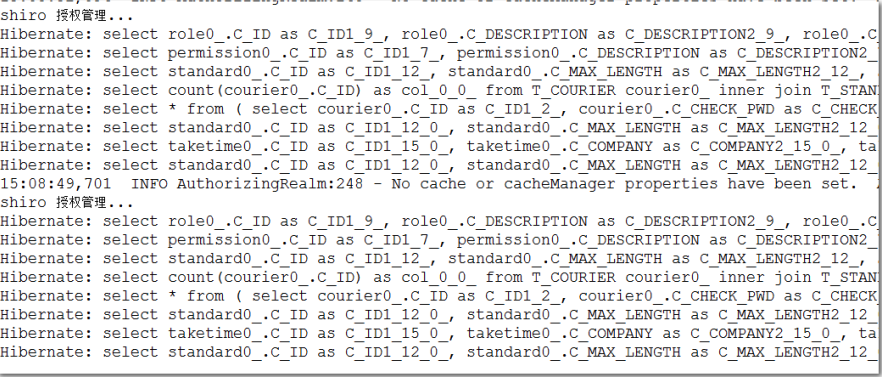 shiro 授权管理...
Hibernate: select role0_.C_ID as C_ID1_9_, role0_.C_DESCRIPTION as C_DESCRIPTION2_9_, role0_.C_
Hibernate: select permission0_.C_ID as C_ID1_7_, permission0_.C_DESCRIPTION as C_DESCRIPTION2_
Hibernate: select standard0_.C_ID as C_ID1_12_, standard0_.C_MAX_LENGTH as C_MAX_LENGTH2_12_,
Hibernate: select count(courier0_.C_ID) as col_0_0_ from T_COURIER courier0_ inner join T_STAN
Hibernate: select * from ( select courier0_.C_ID as C_ID1_2_, courier0_.C_CHECK_PWD as C_CHECK_
Hibernate: select standard0_.C_ID as C_ID1_12_0_, standard0_.C_MAX_LENGTH as C_MAX_LENGTH2_12_
Hibernate: select taketime0_.C_ID as C_ID1_15_0_, taketime0_.C_COMPANY as C_COMPANY2_15_0_, ta
Hibernate: select standard0_.C_ID as C_ID1_12_0_, standard0_.C_MAX_LENGTH as C_MAX_LENGTH2_12_
15:08:49,701  INFO AuthorizingRealm:248 - No cache or cacheManager properties have been set.
shiro 授权管理...
Hibernate: select role0_.C_ID as C_ID1_9_, role0_.C_DESCRIPTION as C_DESCRIPTION2_9_, role0_.C_
Hibernate: select permission0_.C_ID as C_ID1_7_, permission0_.C_DESCRIPTION as C_DESCRIPTION2_
Hibernate: select standard0_.C_ID as C_ID1_12_, standard0_.C_MAX_LENGTH as C_MAX_LENGTH2_12_,
Hibernate: select count(courier0_.C_ID) as col_0_0_ from T_COURIER courier0_ inner join T_STAN
Hibernate: select * from ( select courier0_.C_ID as C_ID1_2_, courier0_.C_CHECK_PWD as C_CHECK_
Hibernate: select standard0_.C_ID as C_ID1_12_0_, standard0_.C_MAX_LENGTH as C_MAX_LENGTH2_12_
Hibernate: select taketime0_.C_ID as C_ID1_15_0_, taketime0_.C_COMPANY as C_COMPANY2_15_0_, ta
Hibernate: select standard0_.C_ID as C_ID1_12_0_, standard0_.C_MAX_LENGTH as C_MAX_LENGTH2_12_